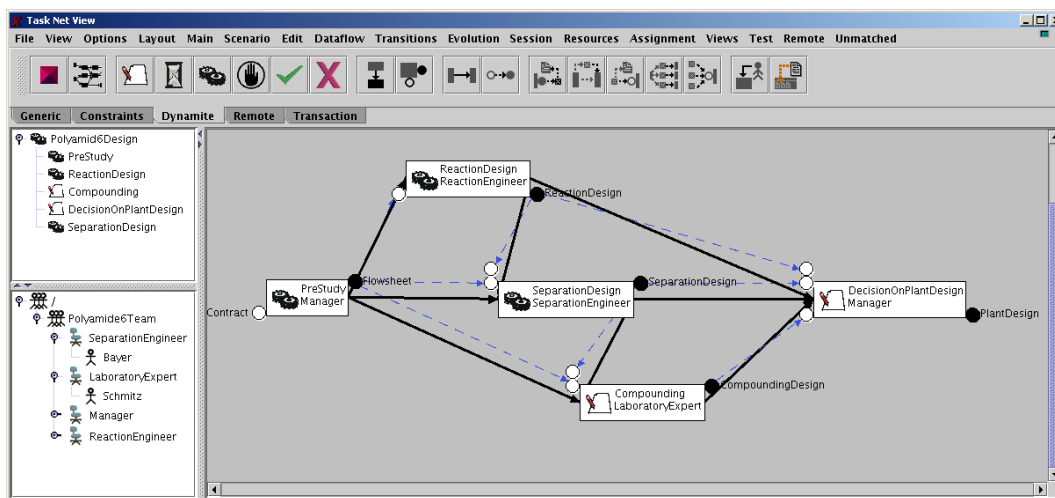 Task Net View
File View Options Layout Main Scenario Edit Dataflow Transitions Evolution Session Resources Assignment Views Test Remote Unmatched
Generic Constraints Dynamite Remote Transaction
Polyamid6Design
PreStudy
ReactionDesign
Compounding
DecisionOnPlantDesign
SeparationDesign
/
Polyamide6Team
SeparationEngineer
Bayer
LaboratoryExpert
Schmitz
Manager
ReactionEngineer
ReactionDesign
ReactionEngineer
ReactionDesign
Flowsheet
PreStudy
Manager
Contract
SeparationDesign
SeparationDesign
SeparationEngineer
DecisionOnPlantDesign
Manager
PlantDesign
CompoundingDesign
Compounding
LaboratoryExpert